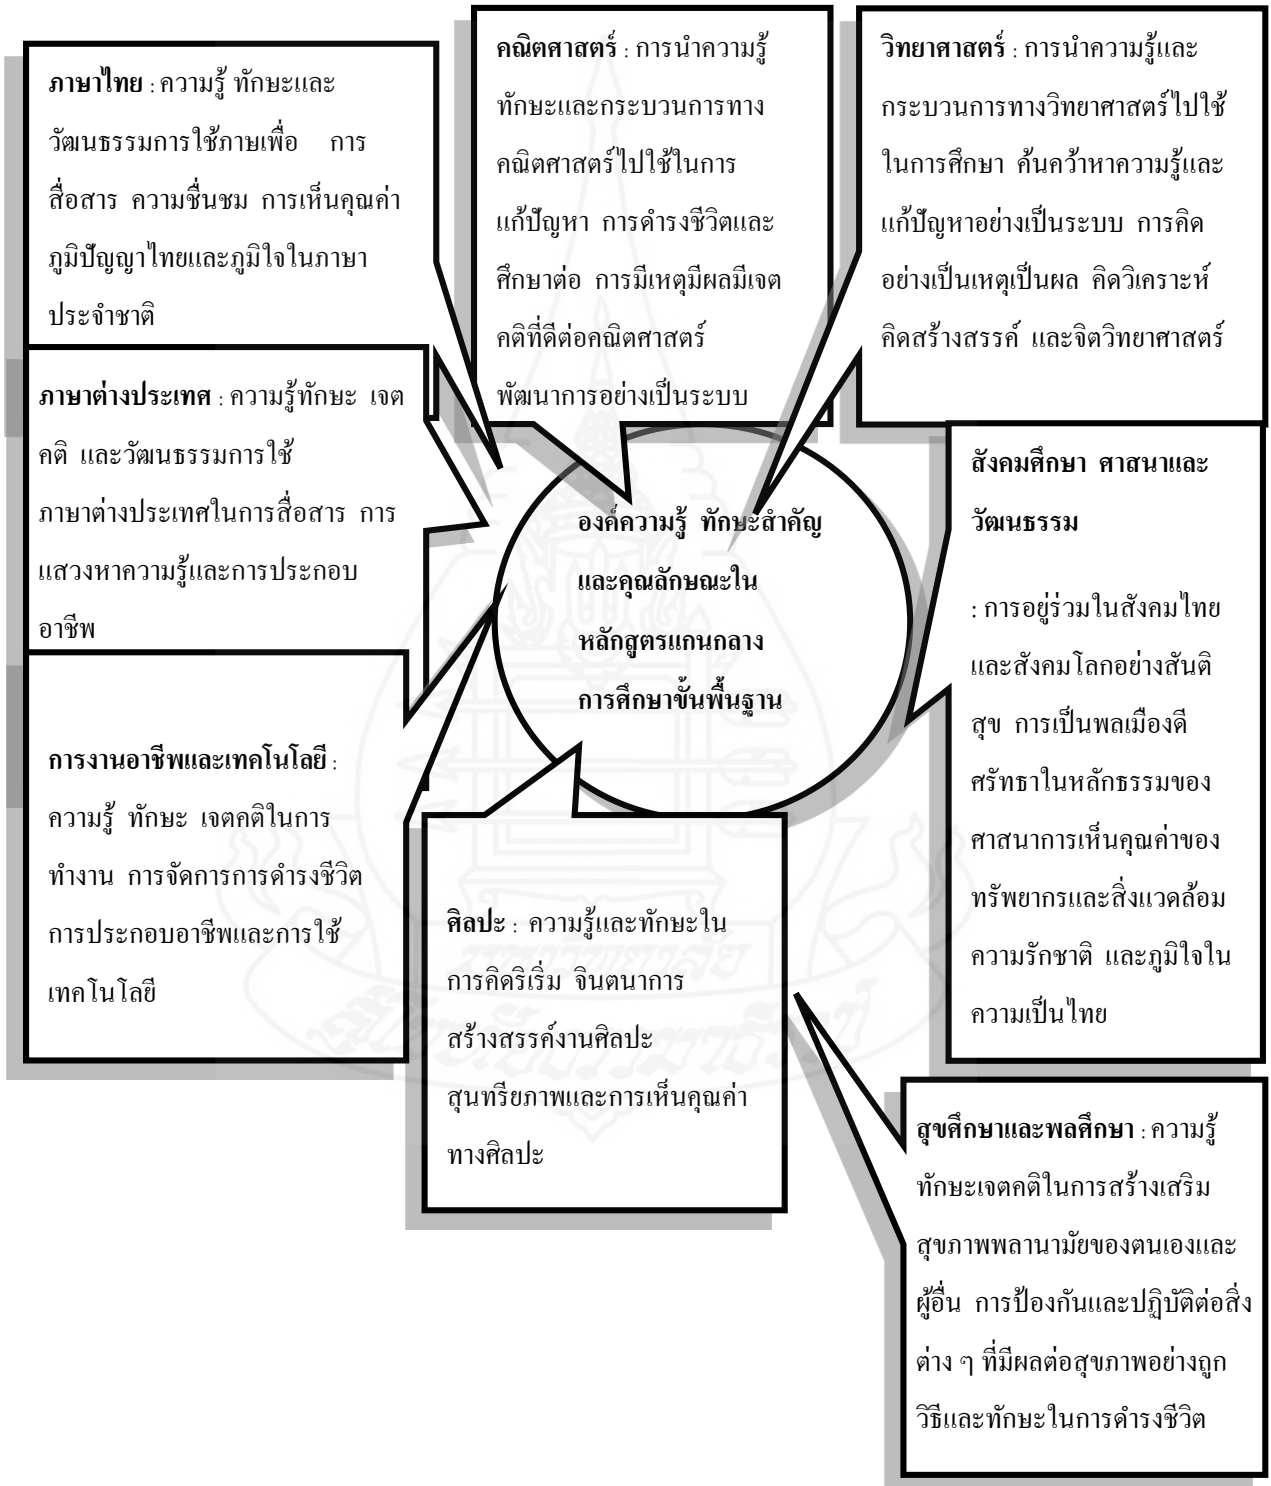 ภาษาไทย : ความรู้ ทักษะและ
วัฒนธรรมการใช้ภาษเพื่อ การ
สื่อสาร ความชื่นชม การเห็นคุณค่า
ภูมิปัญญาไทยและภูมิใจในภาษา
ประจำชาติ
คณิตศาสตร์ : การนำความรู้
ทักษะและกระบวนการทาง
คณิตศาสตร์ไปใช้ในการ
แก้ปัญหา การดำรงชีวิตและ
ศึกษาต่อ การมีเหตุมีผลมีเจต
คติที่ดีต่อคณิตศาสตร์
พัฒนาการอย่างเป็นระบบ
วิทยาศาสตร์ : การนำความรู้และ
กระบวนการทางวิทยาศาสตร์ไปใช้
ในการศึกษา ค้นคว้าหาความรู้และ
แก้ปัญหาอย่างเป็นระบบ การคิด
อย่างเป็นเหตุเป็นผล คิดวิเคราะห์
คิดสร้างสรรค์ และจิตวิทยาศาสตร์
ภาษาต่างประเทศ : ความรู้ทักษะ เจต
คติ และวัฒนธรรมการใช้
ภาษาต่างประเทศในการสื่อสาร การ
แสวงหาความรู้และการประกอบ
อาชีพ
องค์ความรู้ ทักษะสำคัญ
และคุณลักษณะใน
หลักสูตรแกนกลาง
การศึกษาขั้นพื้นฐาน
สังคมศึกษา ศาสนาและ
วัฒนธรรม
: การอยู่ร่วมในสังคมไทย
และสังคมโลกอย่างสันติ
สุข การเป็นพลเมืองดี
ศรัทธาในหลักธรรมของ
ศาสนาการเห็นคุณค่าของ
ทรัพยากรและสิ่งแวดล้อม
ความรักชาติ และภูมิใจใน
ความเป็นไทย
การงานอาชีพและเทคโนโลยี :
ความรู้ ทักษะ เจตคติในการ
ทำงาน การจัดการการดำรงชีวิต
การประกอบอาชีพและการใช้
เทคโนโลยี
ศิลปะ : ความรู้และทักษะใน
การคิดริเริ่ม จินตนาการ
สร้างสรรค์งานศิลปะ
สุนทรียภาพและการเห็นคุณค่า
ทางศิลปะ
สุขศึกษาและพลศึกษา : ความรู้
ทักษะเจตคติในการสร้างเสริม
สุขภาพพลานามัยของตนเองและ
ผู้อื่น การป้องกันและปฏิบัติต่อสิ่ง
ต่าง ๆ ที่มีผลต่อสุขภาพอย่างถูก
วิธีและทักษะในการดำรงชีวิต
มหาวิทยาลัย
สุโขทัยธรรมาธิราช